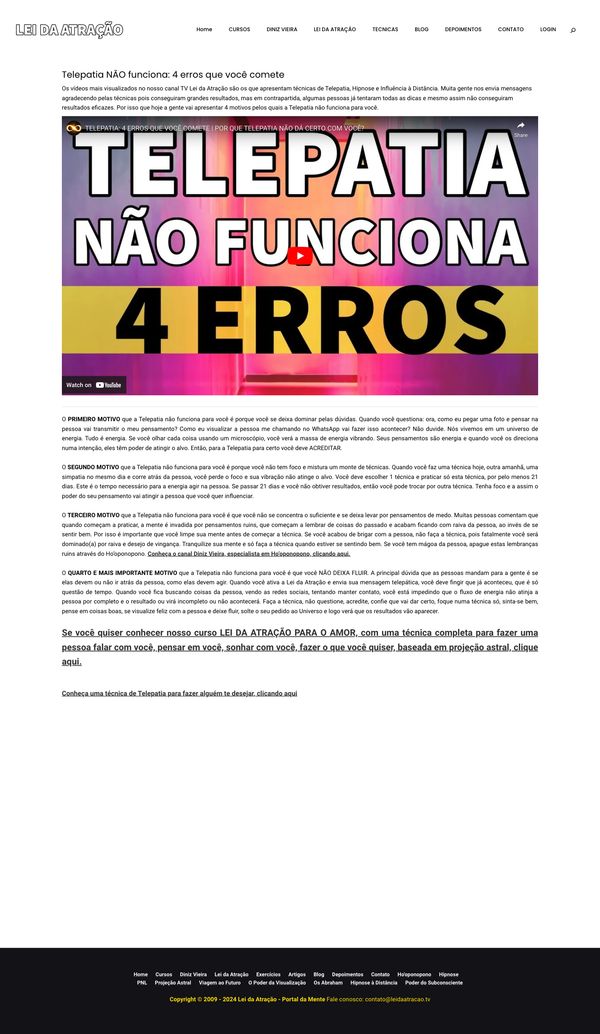 LEI DA ATRAÇÃO
Home CURSOS DINIZ VIEIRA LEI DA ATRAÇÃO TECNICAS BLOG DEPOIMENTOS CONTATO LOGIN
Telepatia NÃO funciona: 4 erros que você comete
Os vídeos mais visualizados no nosso canal TV Lei da Atração são os que apresentam técnicas de Telepatia, Hipnose e Influência à Distância. Muita gente nos envia mensagens
agradecendo pelas técnicas pois conseguiram grandes resultados, mas em contrapartida, algumas pessoas já tentaram todas as dicas e mesmo assim não conseguiram
resultados eficazes. Por isso que hoje a gente vai apresentar 4 motivos pelos quais a Telepatia não funciona para você.
TELEPATIA: 4 ERROS QUE VOCÊ COMETE | POR QUE TELEPATIA NÃO DÁ CERTO COM VOCÊ?
Share
TELEPATIA
NÃO FUNCIONA
4 ERROS
Watch on YouTube
O PRIMEIRO MOTIVO que a Telepatia não funciona para você é porque você se deixa dominar pelas dúvidas. Quando você questiona: ora, como eu pegar uma foto e pensar na
pessoa vai transmitir o meu pensamento? Como eu visualizar a pessoa me chamando no WhatsApp vai fazer isso acontecer? Não duvide. Nós vivemos em um universo de
energia. Tudo é energia. Se você olhar cada coisa usando um microscópio, você verá a massa de energia vibrando. Seus pensamentos são energia e quando você os direciona
numa intenção, eles têm poder de atingir o alvo. Então, para a Telepatia para certo você deve ACREDITAR.
O SEGUNDO MOTIVO que a Telepatia não funciona para você é porque você não tem foco e mistura um monte de técnicas. Quando você faz uma técnica hoje, outra amanhã, uma
simpatia no mesmo dia e corre atrás da pessoa, você perde o foco e sua vibração não atinge o alvo. Você deve escolher 1 técnica e praticar só esta técnica, por pelo menos 21
dias. Este é o tempo necessário para a energia agir na pessoa. Se passar 21 dias e você não obtiver resultados, então você pode trocar por outra técnica. Tenha foco e a assim o
poder do seu pensamento vai atingir a pessoa que você quer influenciar.
O TERCEIRO MOTIVO que a Telepatia não funciona para você é que você não se concentra o suficiente e se deixa levar por pensamentos de medo. Muitas pessoas comentam que
quando começam a praticar, a mente é invadida por pensamentos ruins, que começam a lembrar de coisas do passado e acabam ficando com raiva da pessoa, ao invés de se
sentir bem. Por isso é importante que você limpe sua mente antes de começar a técnica. Se você acabou de brigar com a pessoa, não faça a técnica, pois fatalmente você será
dominado(a) por raiva e desejo de vingança. Tranquilize sua mente e só faça a técnica quando estiver se sentindo bem. Se você tem mágoa da pessoa, apague estas lembranças
ruins através do Ho'oponopono. Conheça o canal Diniz Vieira, especialista em Ho'oponopono, clicando aqui.
O QUARTO E MAIS IMPORTANTE MOTIVO que a Telepatia não funciona para você é que você NÃO DEIXA FLUIR. A principal dúvida que as pessoas mandam para a gente é se
elas devem ou não ir atrás da pessoa, como elas devem agir. Quando você ativa a Lei da Atração e envia sua mensagem telepática, você deve fingir que já aconteceu, que é só
questão de tempo. Quando você fica buscando coisas da pessoa, vendo as redes sociais, tentando manter contato, você está impedindo que o fluxo de energia não atinja a
pessoa por completo e o resultado ou virá incompleto ou não acontecerá. Faça a técnica, não questione, acredite, confie que vai dar certo, foque numa técnica só, sinta-se bem,
pense em coisas boas, se visualize feliz com a pessoa e deixe fluir, solte o seu pedido ao Universo e logo verá que os resultados vão aparecer.
Se você quiser conhecer nosso curso LEI DA ATRAÇÃO PARA O AMOR, com uma técnica completa para fazer uma
pessoa falar com você, pensar em você, sonhar com você, fazer o que você quiser, baseada em projeção astral, clique
aqui.
Conheça uma técnica de Telepatia para fazer alguém te desejar, clicando aqui
Home Cursos Diniz Vieira Lei da Atração Exercícios Artigos Blog Depoimentos Contato Ho'oponopono Hipnose
PNL Projeção Astral Viagem ao Futuro O Poder da Visualização Os Abraham Hipnose à Distância Poder do Subconsciente
Copyright © 2009 - 2024 Lei da Atração - Portal da Mente Fale conosco: contato@leidaatracao.tv